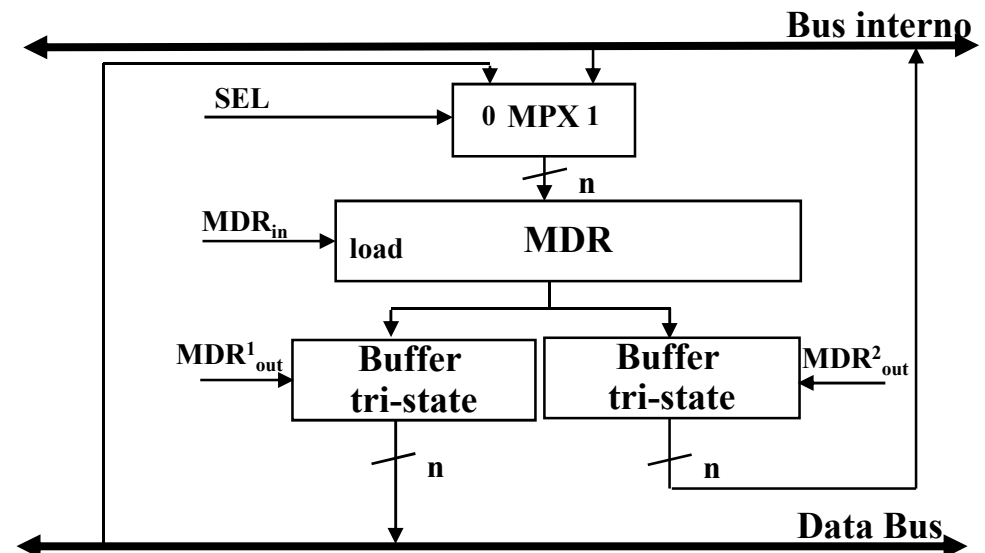 Bus interno
SEL
0 MPX 1
n
MDRin
load
MDR
MDR1out
Buffer
tri-state
Buffer
tri-state
MDR2out
n
n
Data Bus